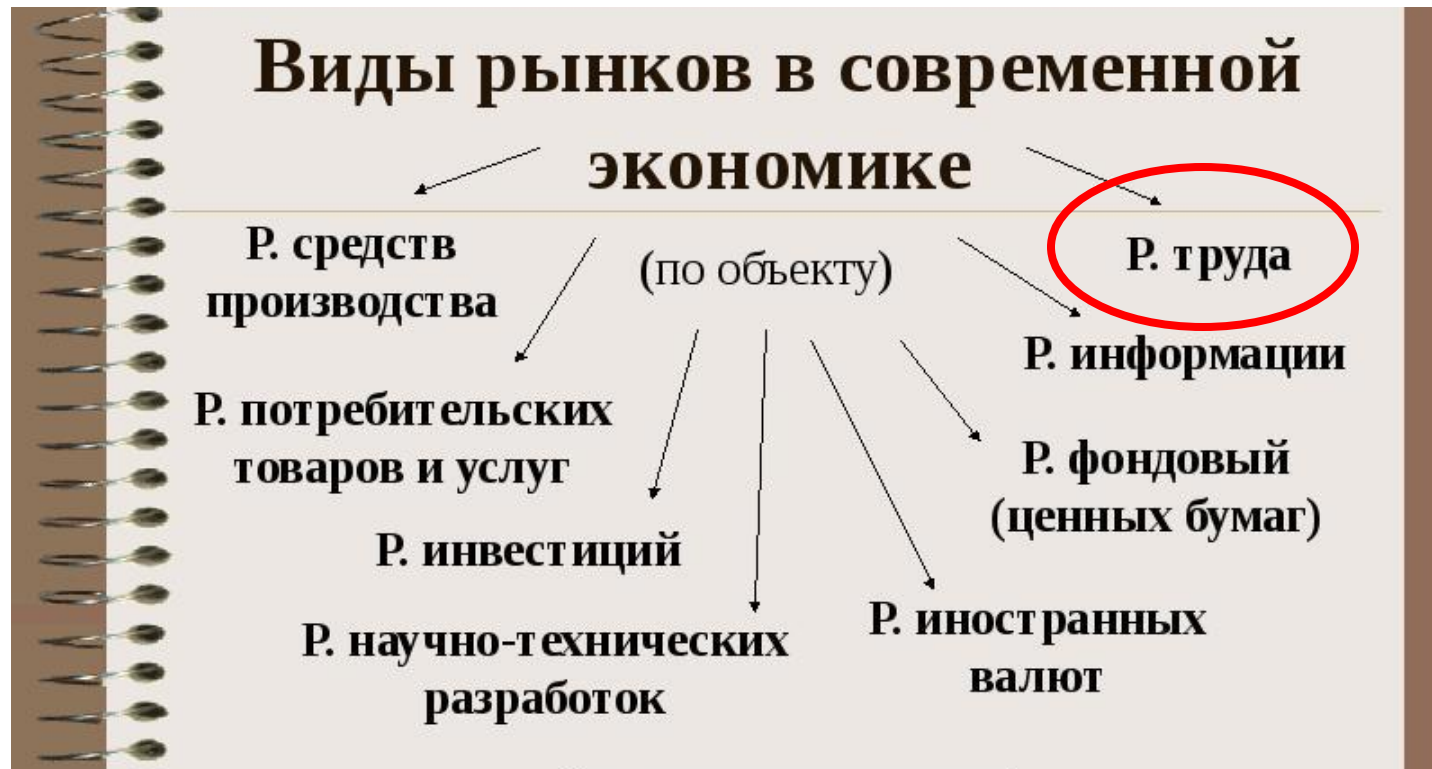 Виды рынков в современной
экономике
(по объекту)
Р. средств
производства
Р. потребительских
товаров и услуг
Р. инвестиций
Р. научно-технических
разработок
Р. иностранных
валют
Р. фондовый
(ценных бумаг)
Р. информации
Р. труда